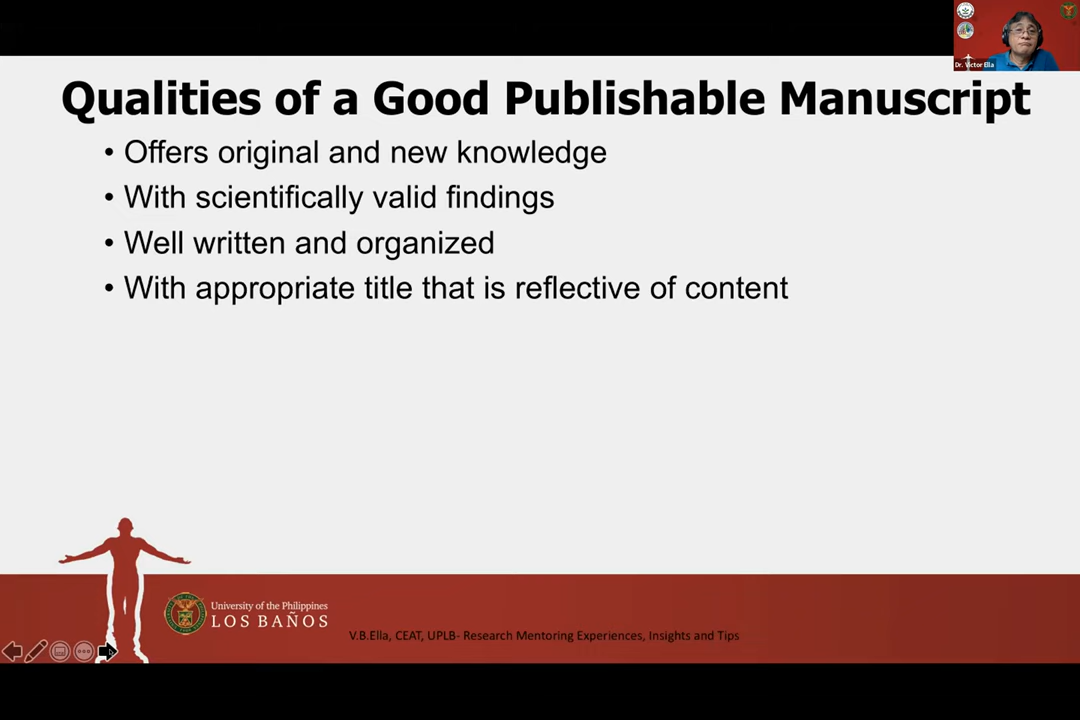 Dr. Victor Ella
Qualities of a Good Publishable Manuscript
• Offers original and new knowledge
• With scientifically valid findings
• Well written and organized
• With appropriate title that is reflective of content
University of the Philippines
LOS BAÑOS
V.B.Ella, CEAT, UPLB- Research Mentoring Experiences, Insights and Tips